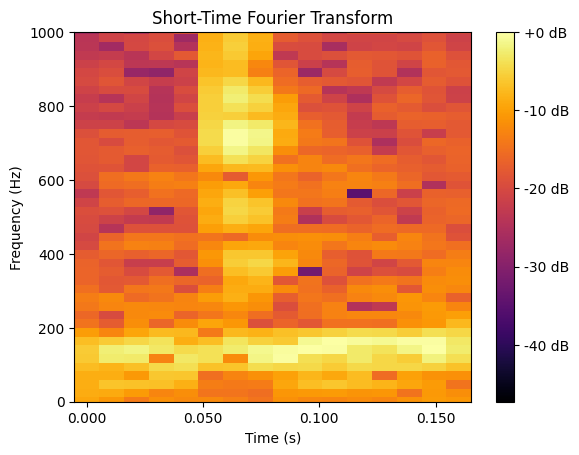 Short-Time Fourier Transform
1000
800
600
400
200
0
Frequency (Hz)
0.000
0.050
0.100
0.150
Time (s)
+0 dB
-10 dB
-20 dB
-30 dB
-40 dB